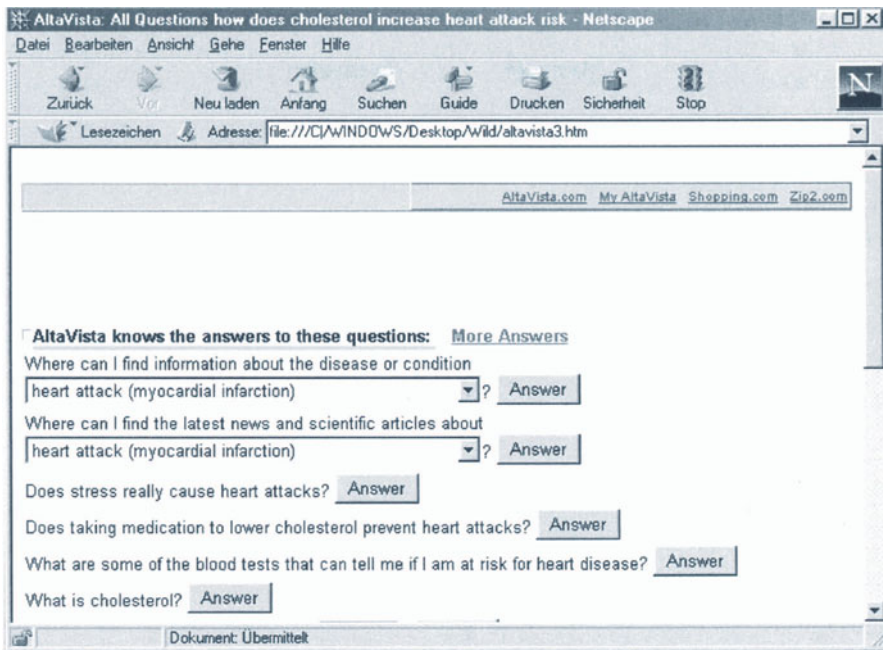 AltaVista: All Questions how does cholesterol increase heart attack risk - Netscape
Datei Bearbeiten Ansicht Gehe Fenster Hilfe
Zurück Vor Neu laden Anfang Suchen Guide Drucken Sicherheit Stop
N
Lesezeichen Adresse: file:///C|/WINDOWS/Desktop/Wild/altavista3.htm
AltaVista.com My AltaVista Shopping.com Zip2.com
AltaVista knows the answers to these questions: More Answers
Where can I find information about the disease or condition
heart attack (myocardial infarction) ? Answer
Where can I find the latest news and scientific articles about
heart attack (myocardial infarction) ? Answer
Does stress really cause heart attacks? Answer
Does taking medication to lower cholesterol prevent heart attacks? Answer
What are some of the blood tests that can tell me if I am at risk for heart disease? Answer
What is cholesterol? Answer
Dokument: Übermittelt